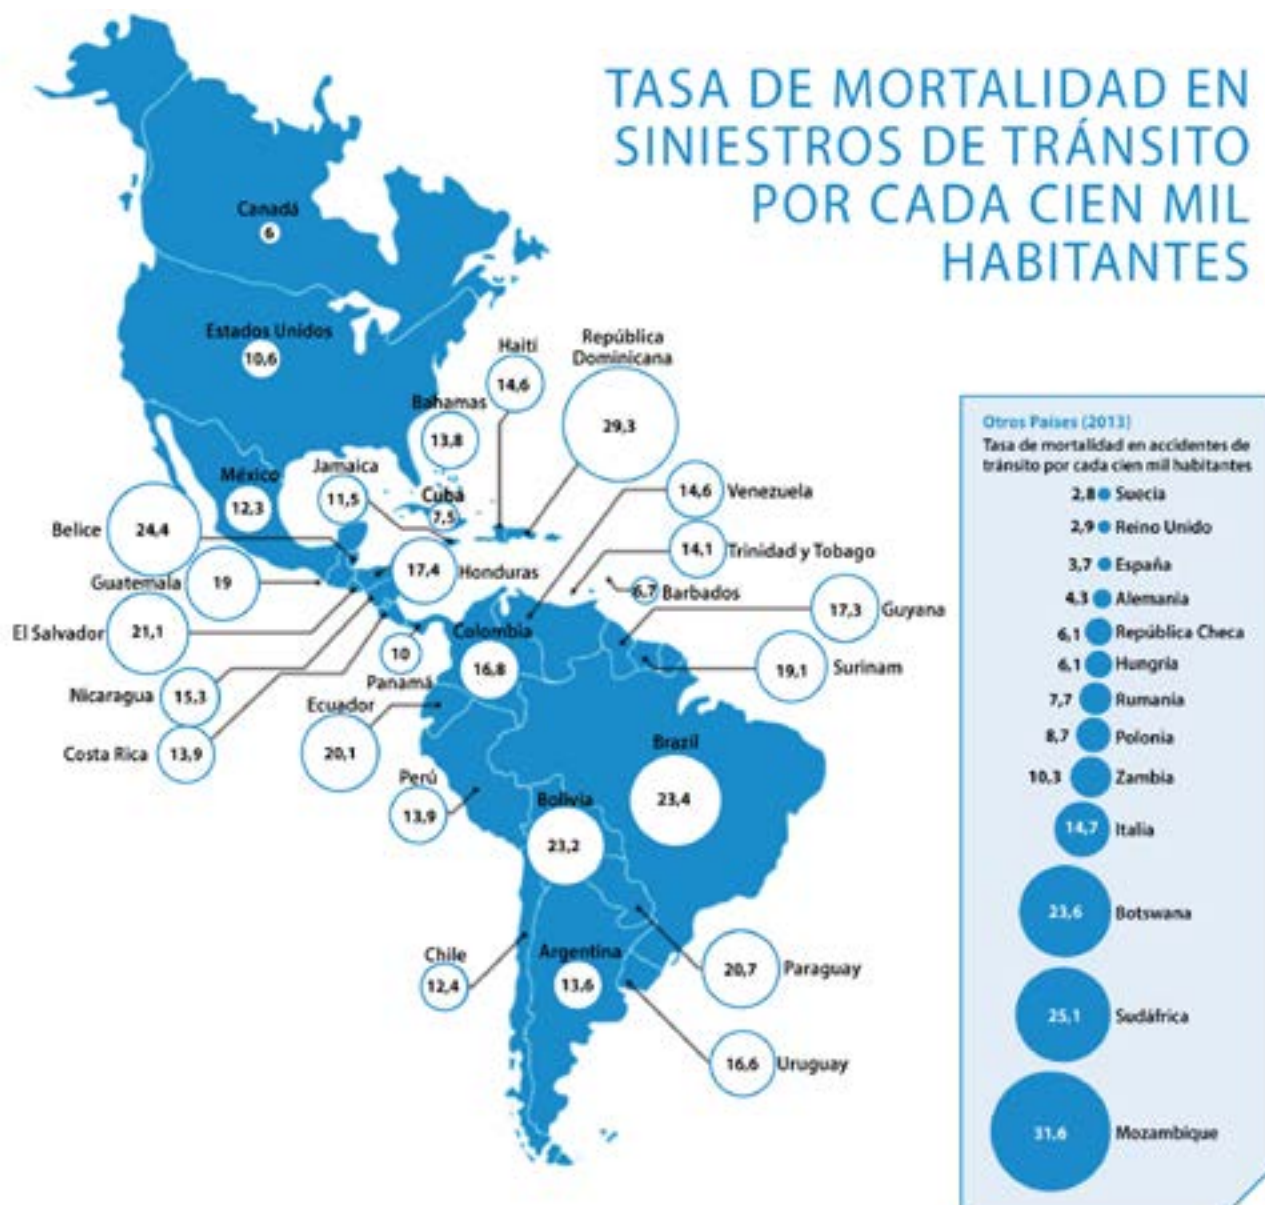 TASA DE MORTALIDAD EN
SINIESTROS DE TRÁNSITO
POR CADA CIEN MIL
HABITANTES
Canadá
6
Estados Unidos
10,6
México
12,3
Bahamas
13,8
Haití
14,6
República
Dominicana
29,3
Jamaica
11,5
Cuba
7,5
Belice
24,4
Guatemala
19
El Salvador
21,1
Honduras
17,4
Nicaragua
15,3
Costa Rica
13,9
Panamá
10
Venezuela
14,6
Trinidad y Tobago
14,1
Barbados
6,7
Guyana
17,3
Surinam
19,1
Colombia
16,8
Ecuador
20,1
Perú
13,9
Brazil
23,4
Bolivia
23,2
Chile
12,4
Argentina
13,6
Paraguay
20,7
Uruguay
16,6
Otros Países (2013)
Tasa de mortalidad en accidentes de
tránsito por cada cien mil habitantes
2,8 Suecia
2,9 Reino Unido
3,7 España
4,3 Alemania
6,1 República Checa
6,1 Hungría
7,7 Rumania
8,7 Polonia
10,3 Zambia
14,7 Italia
23,6 Botswana
25,1 Sudáfrica
31,6 Mozambique